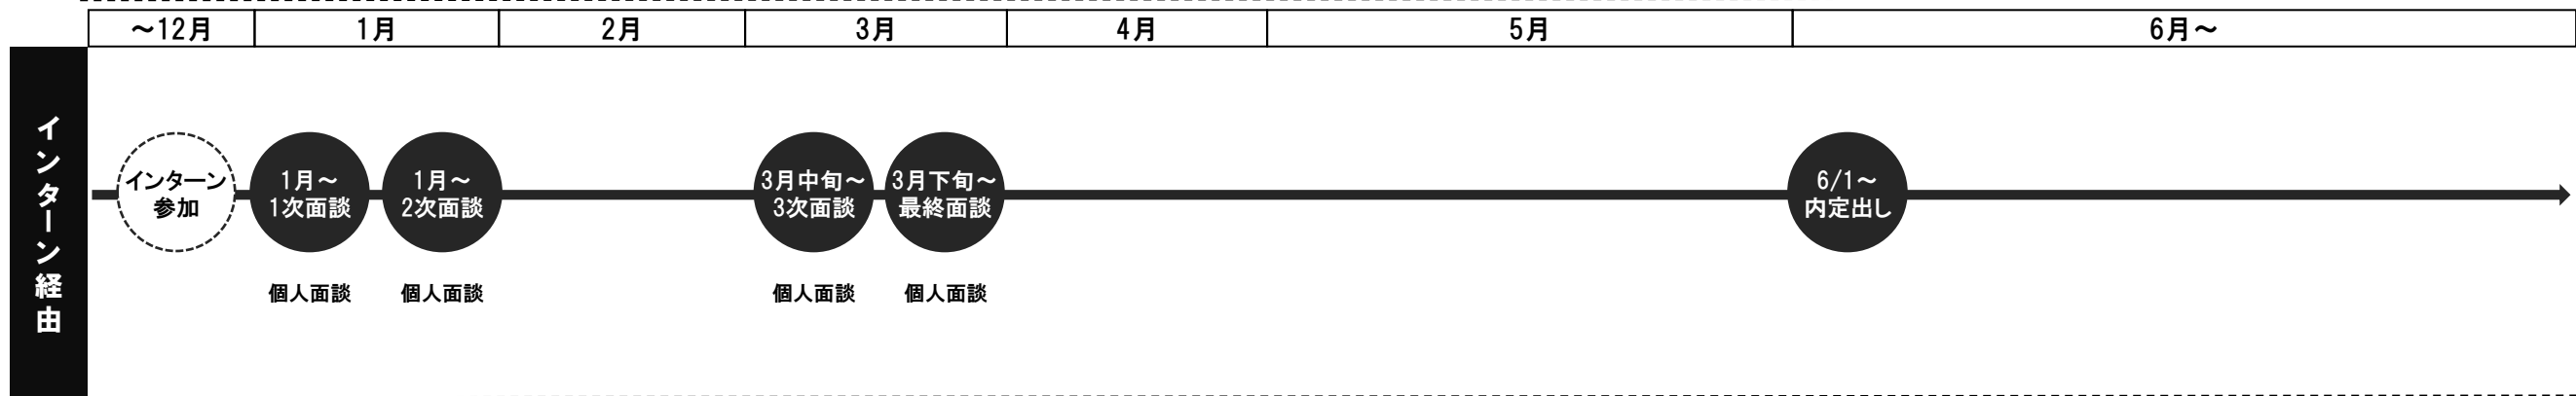 ～12月
1月
2月
3月
4月
5月
6月～
インターン経由
インターン
参加
1月～
1次面談
1月～
2次面談
3月中旬～
3次面談
3月下旬～
最終面談
6/1～
内定出し
個人面談
個人面談
個人面談
個人面談